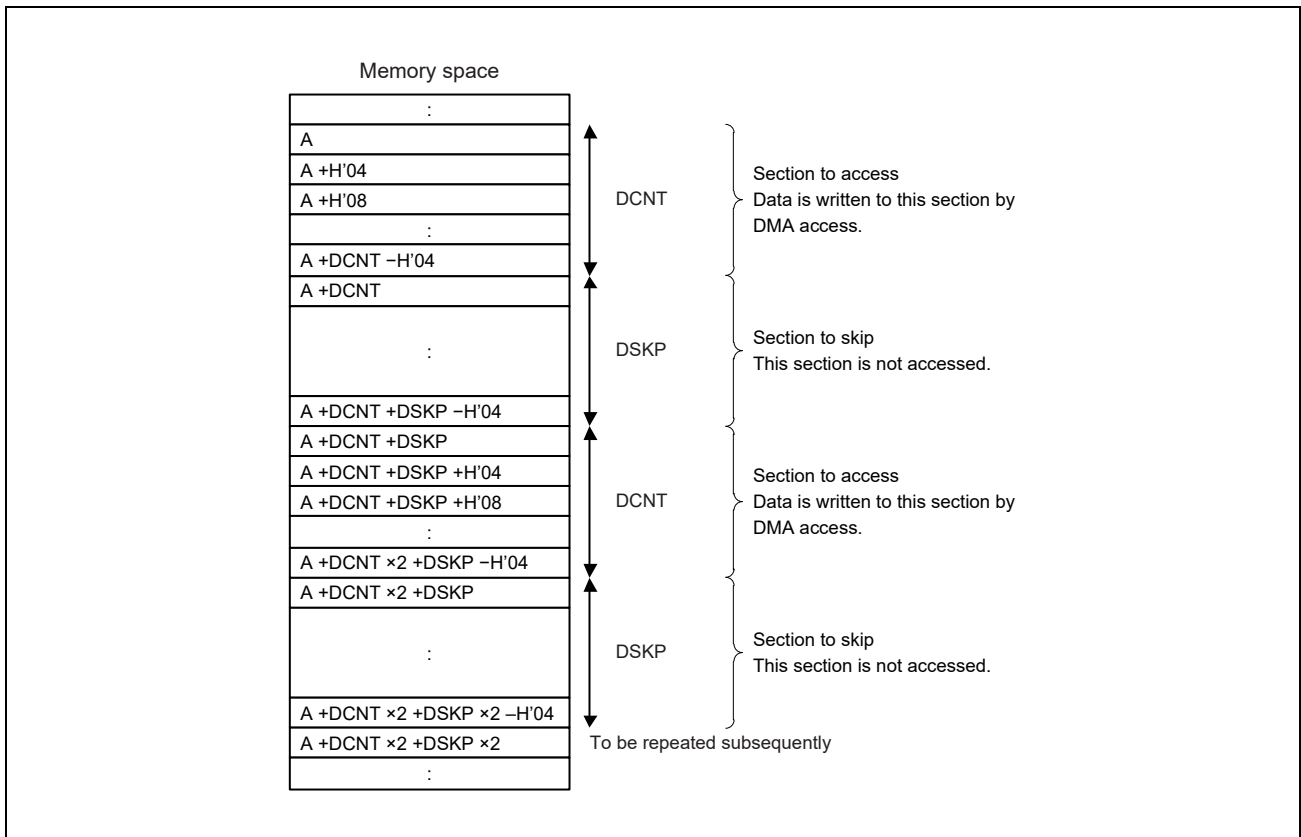 Memory space
:
A
A +H’04
A +H’08
:
A +DCNT −H’04
DCNT
Section to access
Data is written to this section by
DMA access.
A +DCNT
:
A +DCNT +DSKP −H’04
DSKP
Section to skip
This section is not accessed.
A +DCNT +DSKP
A +DCNT +DSKP +H’04
A +DCNT +DSKP +H’08
:
A +DCNT ×2 +DSKP −H’04
DCNT
Section to access
Data is written to this section by
DMA access.
A +DCNT ×2 +DSKP
:
A +DCNT ×2 +DSKP ×2 –H’04
DSKP
Section to skip
This section is not accessed.
A +DCNT ×2 +DSKP ×2
To be repeated subsequently
: